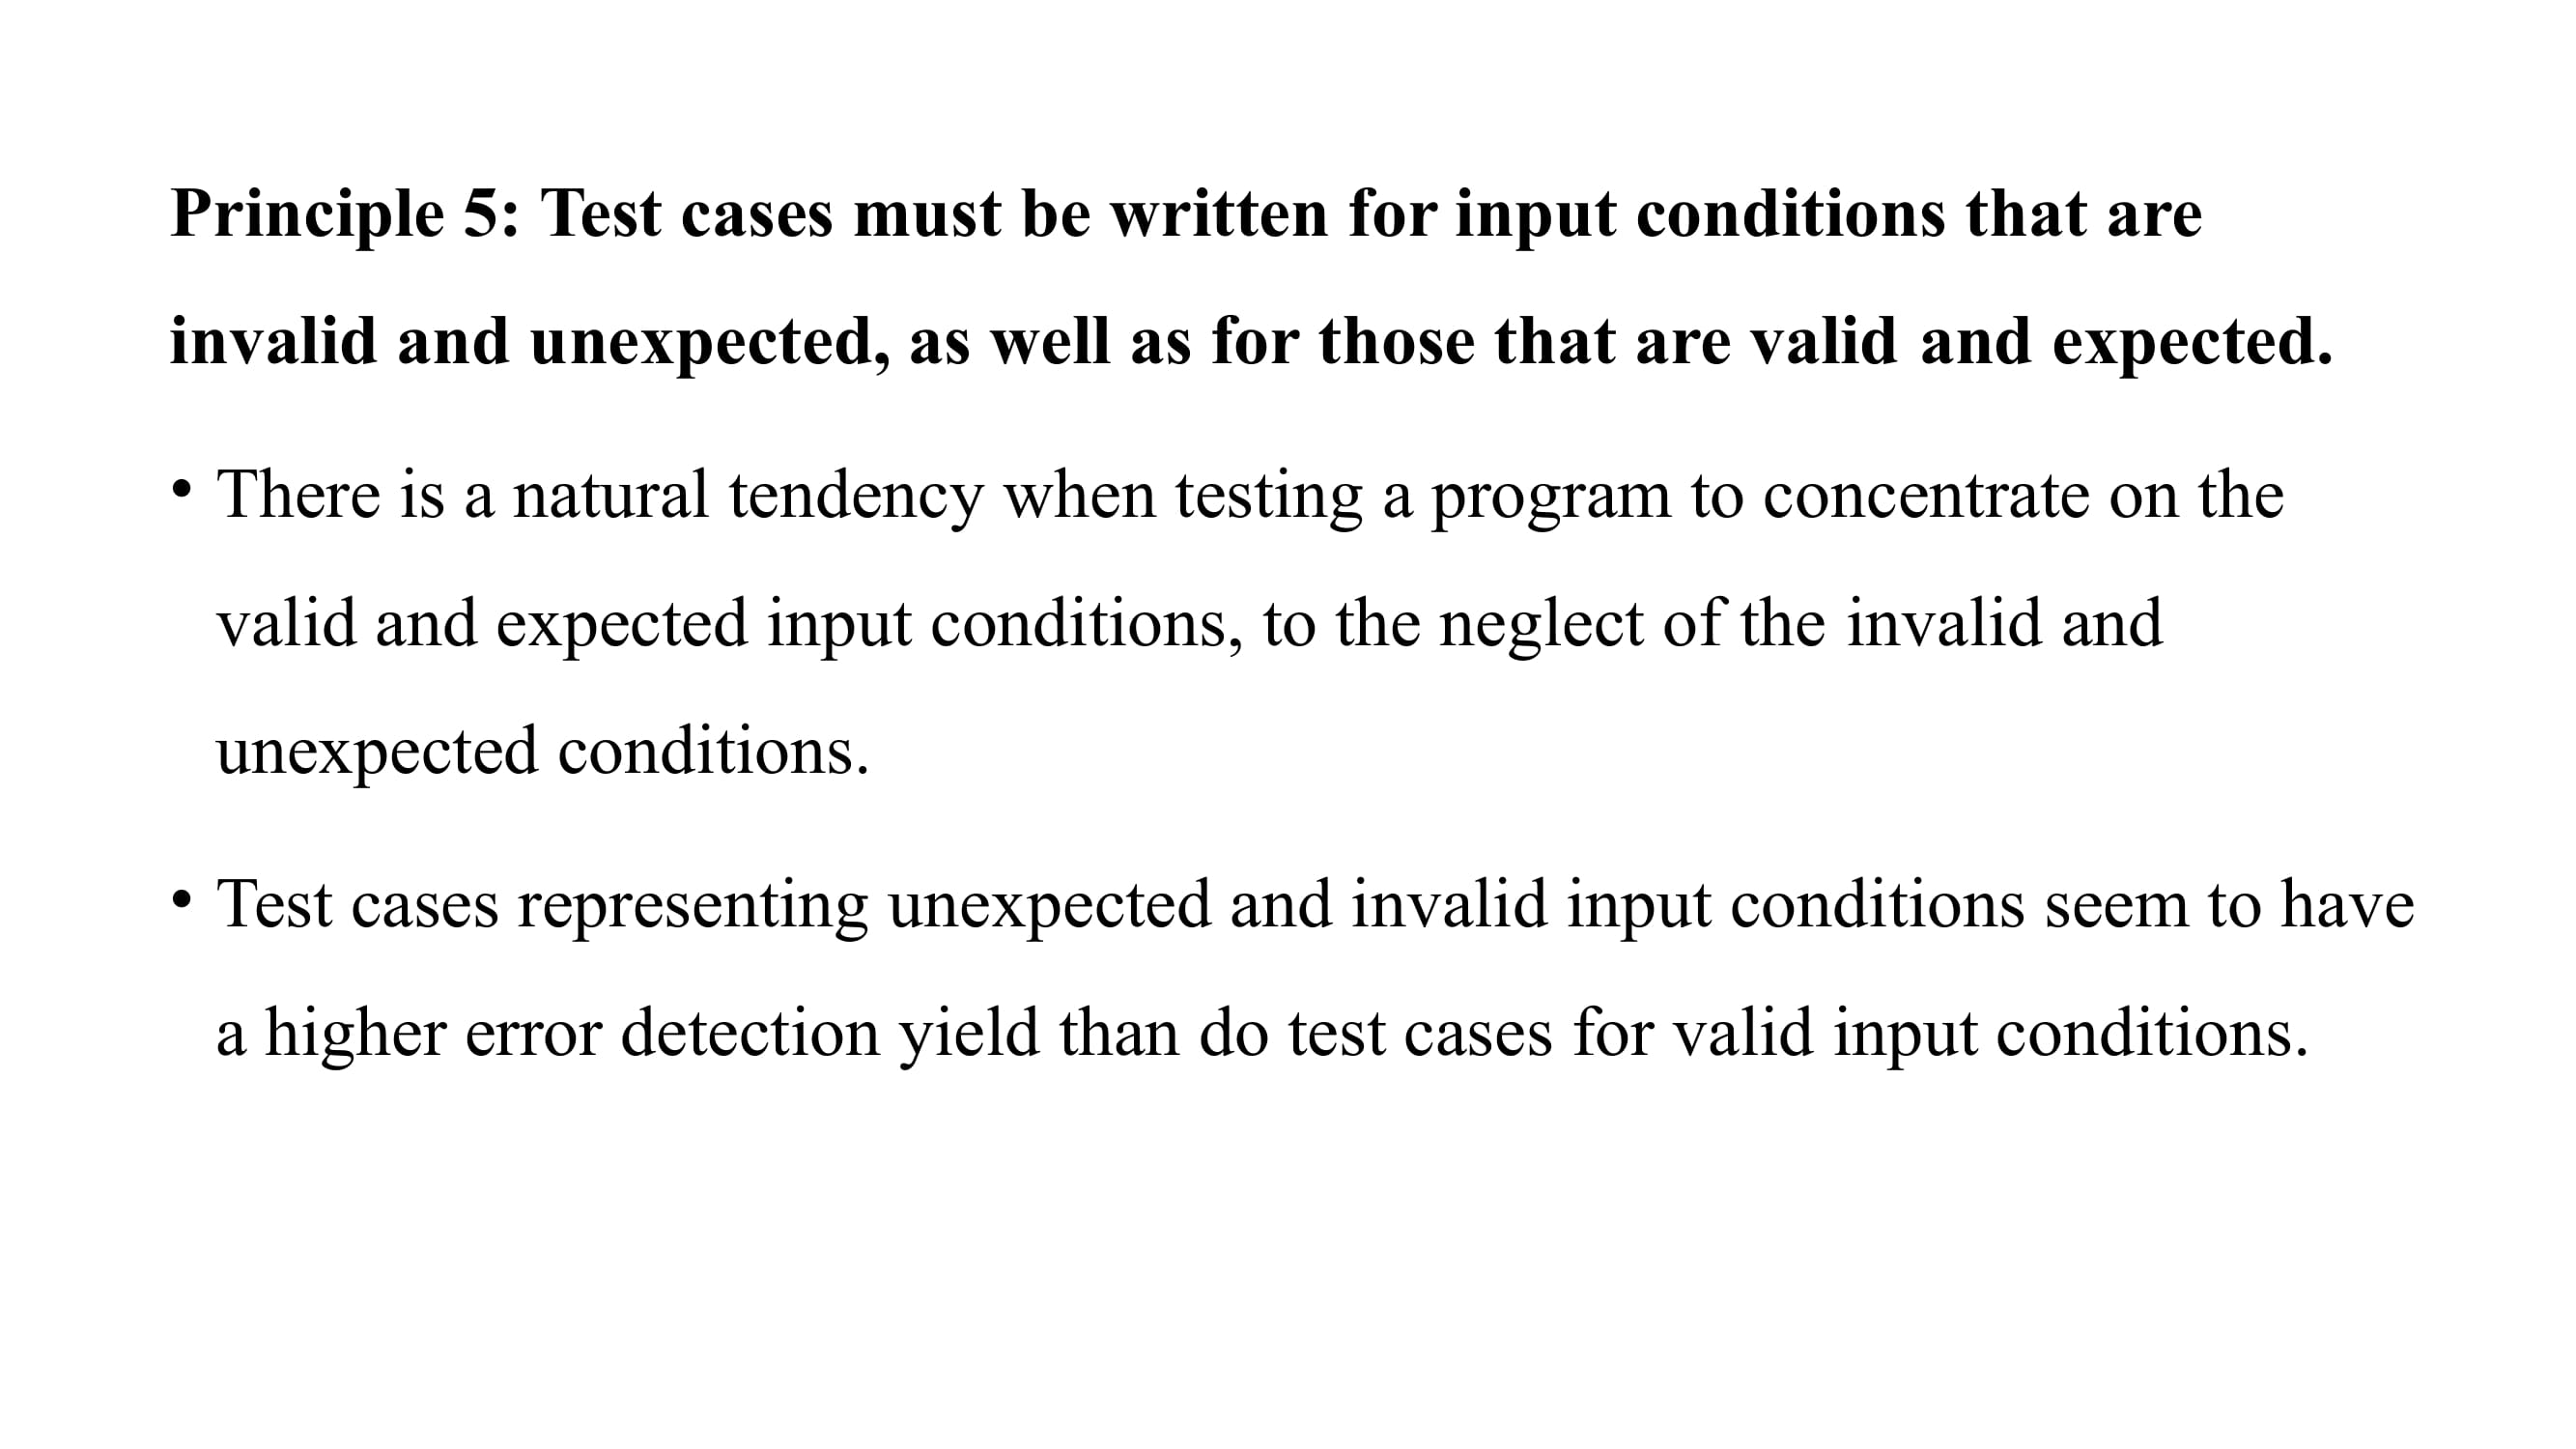 Principle 5: Test cases must be written for input conditions that are
invalid and unexpected, as well as for those that are valid and expected.
• There is a natural tendency when testing a program to concentrate on the
valid and expected input conditions, to the neglect of the invalid and
unexpected conditions.
• Test cases representing unexpected and invalid input conditions seem to have
a higher error detection yield than do test cases for valid input conditions.